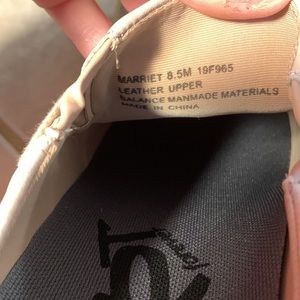 MARRIET 8.5M 19F965
LEATHER UPPER
BALANCE MANMADE MATERIALS
MADE IN CHINA